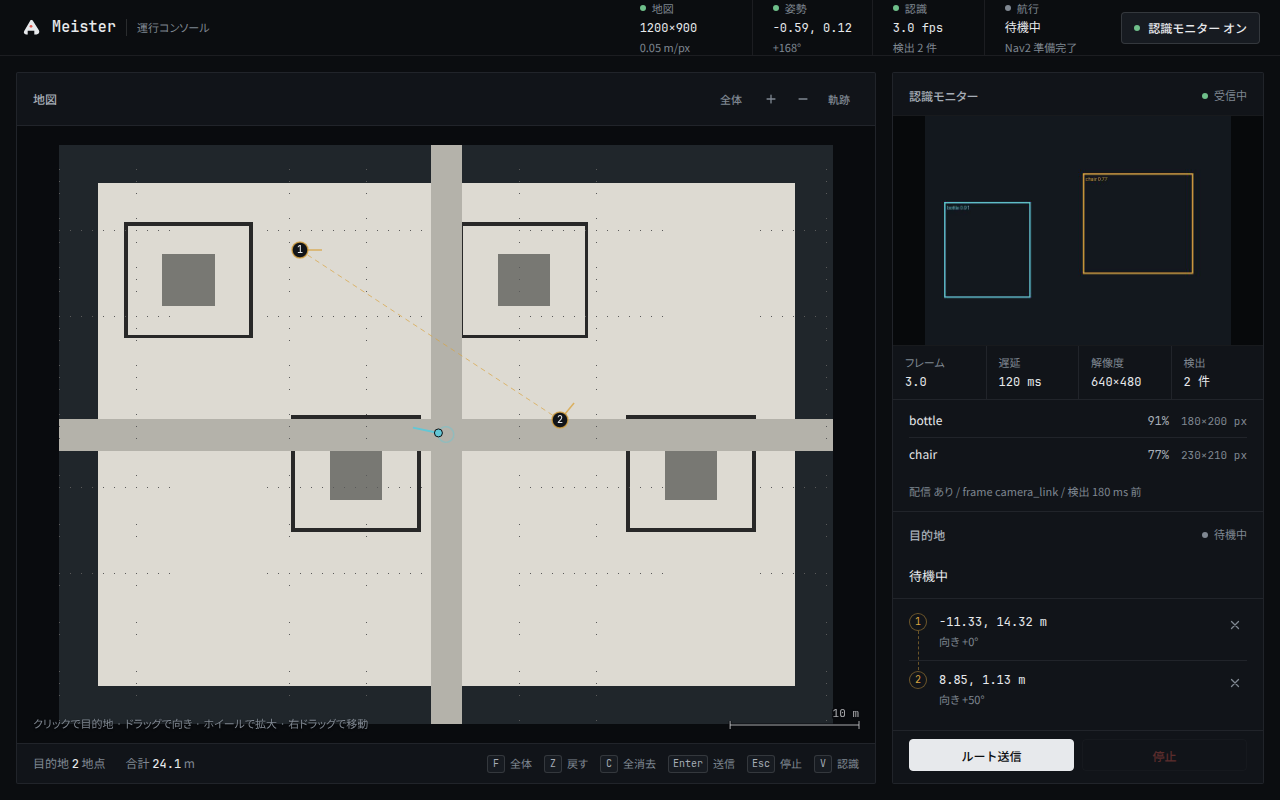 Meister
運行コンソール
地図
1200×900
0.05 m/px
姿勢
-0.59, 0.12
+168°
認識
3.0 fps
検出 2 件
航行
待機中
Nav2 準備完了
認識モニター オン
地図
全体
+
−
軌跡
1
2
クリックで目的地 · ドラッグで向き · ホイールで拡大 · 右ドラッグで移動
10 m
目的地 2 地点
合計 24.1 m
F 全体
Z 戻す
C 全消去
Enter 送信
Esc 停止
V 認識
認識モニター
受信中
chair 0.77
bottle 0.91
フレーム
3.0
遅延
120 ms
解像度
640×480
検出
2 件
bottle 91% 180×200 px
chair 77% 230×210 px
配信 あり / frame camera_link / 検出 180 ms 前
目的地
待機中
待機中
1 -11.33, 14.32 m
向き +0°
2 8.85, 1.13 m
向き +50°
ルート送信
停止